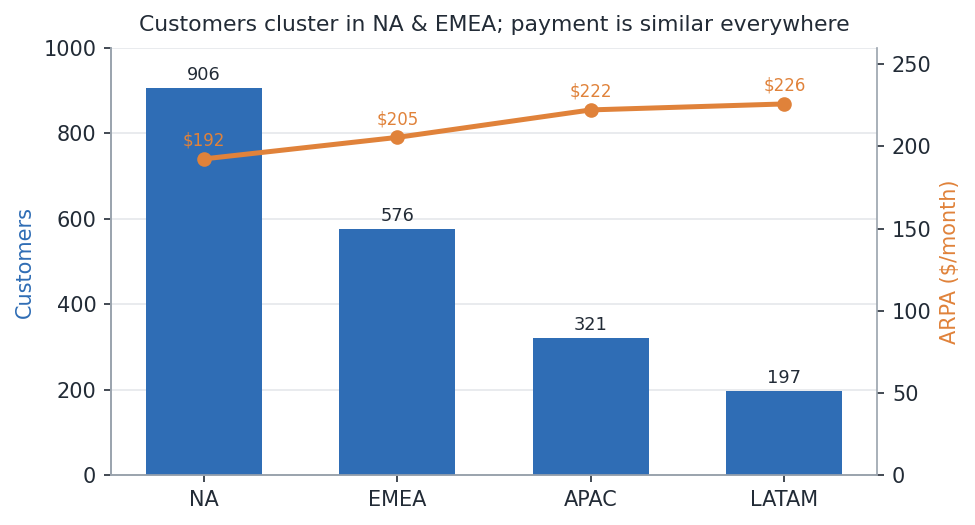 Customers cluster in NA & EMEA; payment is similar everywhere
Customers
1000
800
600
400
200
0
906
576
321
197
$192
$205
$222
$226
250
200
150
100
50
0
ARPA ($/month)
NA
EMEA
APAC
LATAM